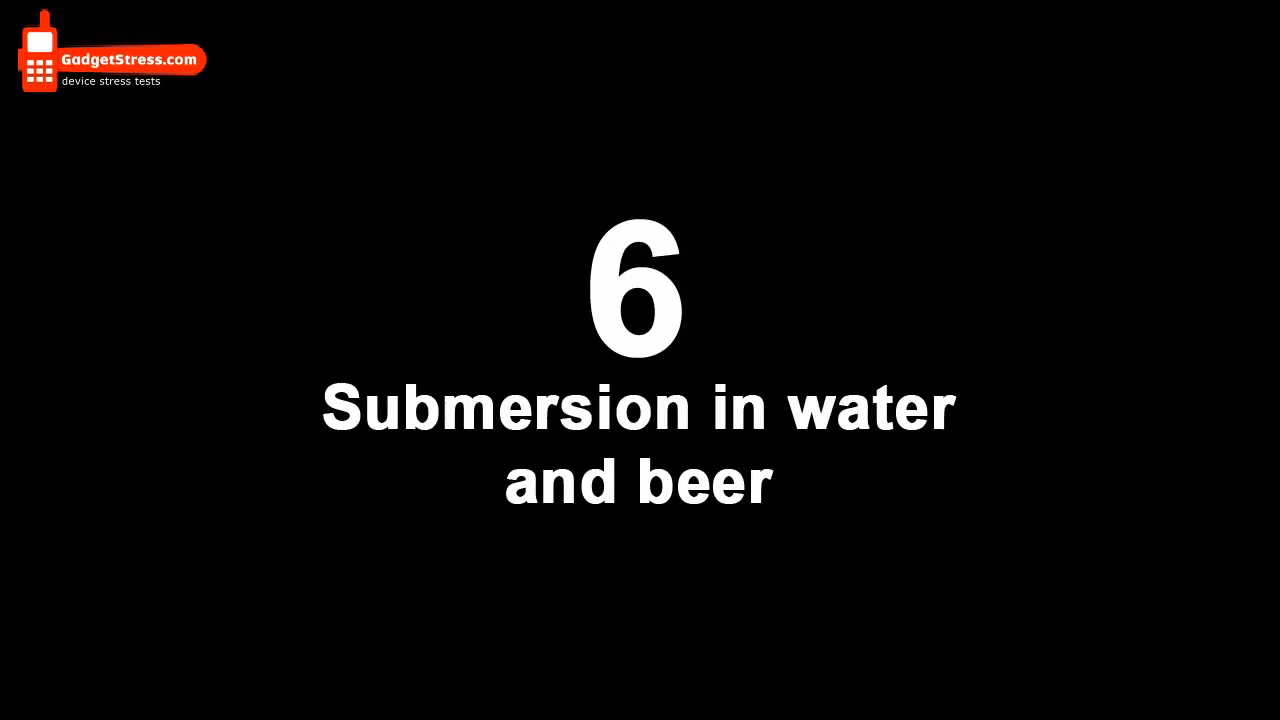 GadgetStress.com
device stress tests
6
Submersion in water
and beer